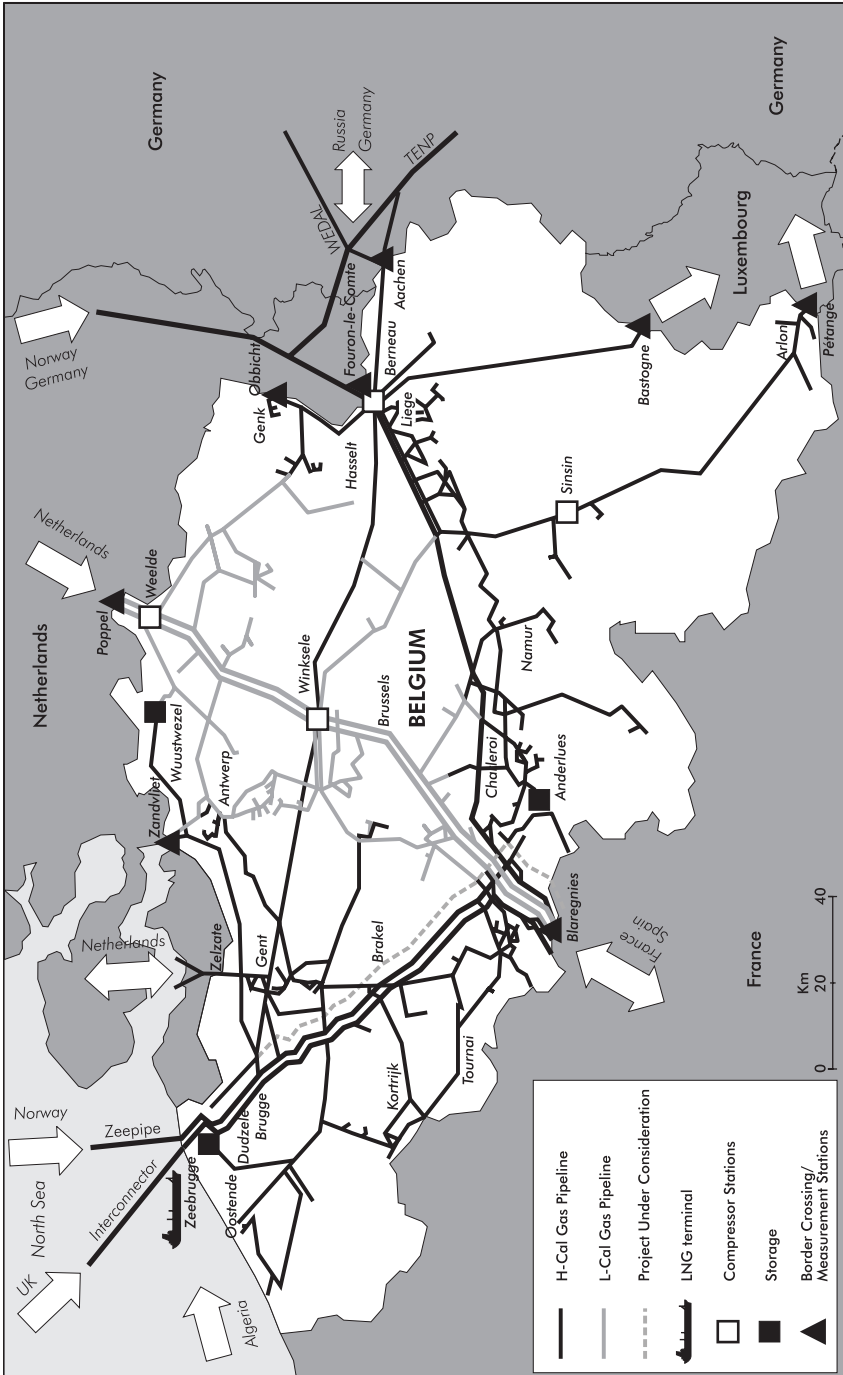 UK
North Sea
Norway
Netherlands
Netherlands
Netherlands
Norway
Germany
Germany
Russia
Germany
Zeepipe
Interconnector
WEDAL
TENP
Algeria
Zeebrugge
Dudzele
Brugge
Oostende
Zelzate
Gent
Zandvliet
Antwerp
Wuustwezel
Poppel
Weelde
Winksele
Brussels
BELGIUM
Hasselt
Genk
Obbicht
Fouron-le-Comte
Berneau
Aachen
Liege
Brakel
Kortrijk
Tournai
Charleroi
Anderlues
Namur
Sinsin
Bastogne
Arlon
Pétange
Luxembourg
Germany
Blaregnies
France
Spain
France
Km
0 20 40
H-Cal Gas Pipeline
L-Cal Gas Pipeline
Project Under Consideration
LNG terminal
Compressor Stations
Storage
Border Crossing/
Measurement Stations